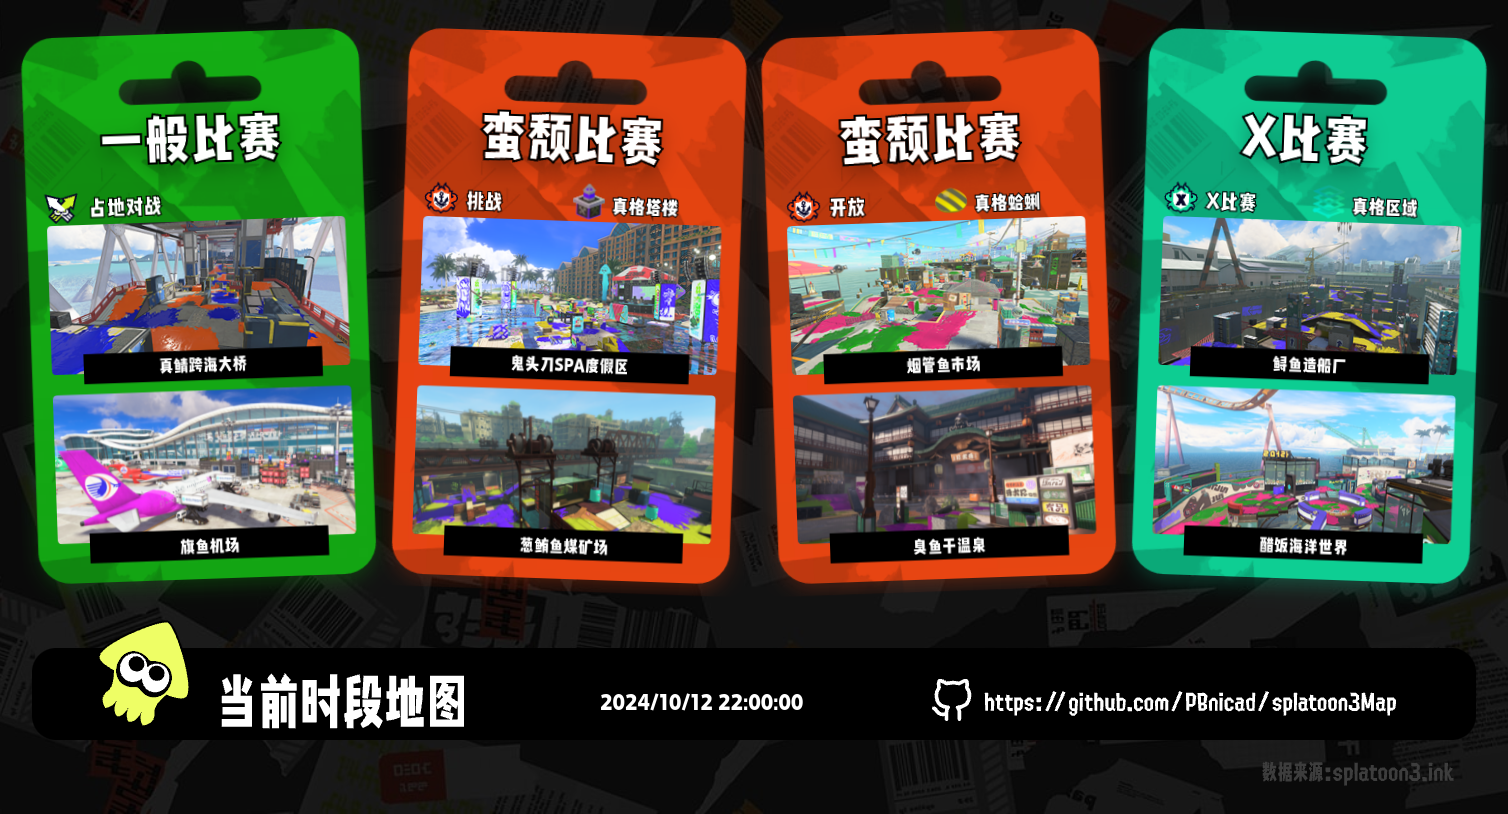 一般比赛
占地对战
真鲷跨海大桥
旗鱼机场
蛮颓比赛
挑战
真格塔楼
鬼头刀SPA度假区
葱鲔鱼煤矿场
蛮颓比赛
开放
真格蛤蜊
烟管鱼市场
臭鱼干温泉
X比赛
X比赛
真格区域
鲟鱼造船厂
醋饭海洋世界
当前时段地图
2024/10/12 22:00:00
https://github.com/PBnicad/splatoon3Map
数据来源:splatoon3.ink